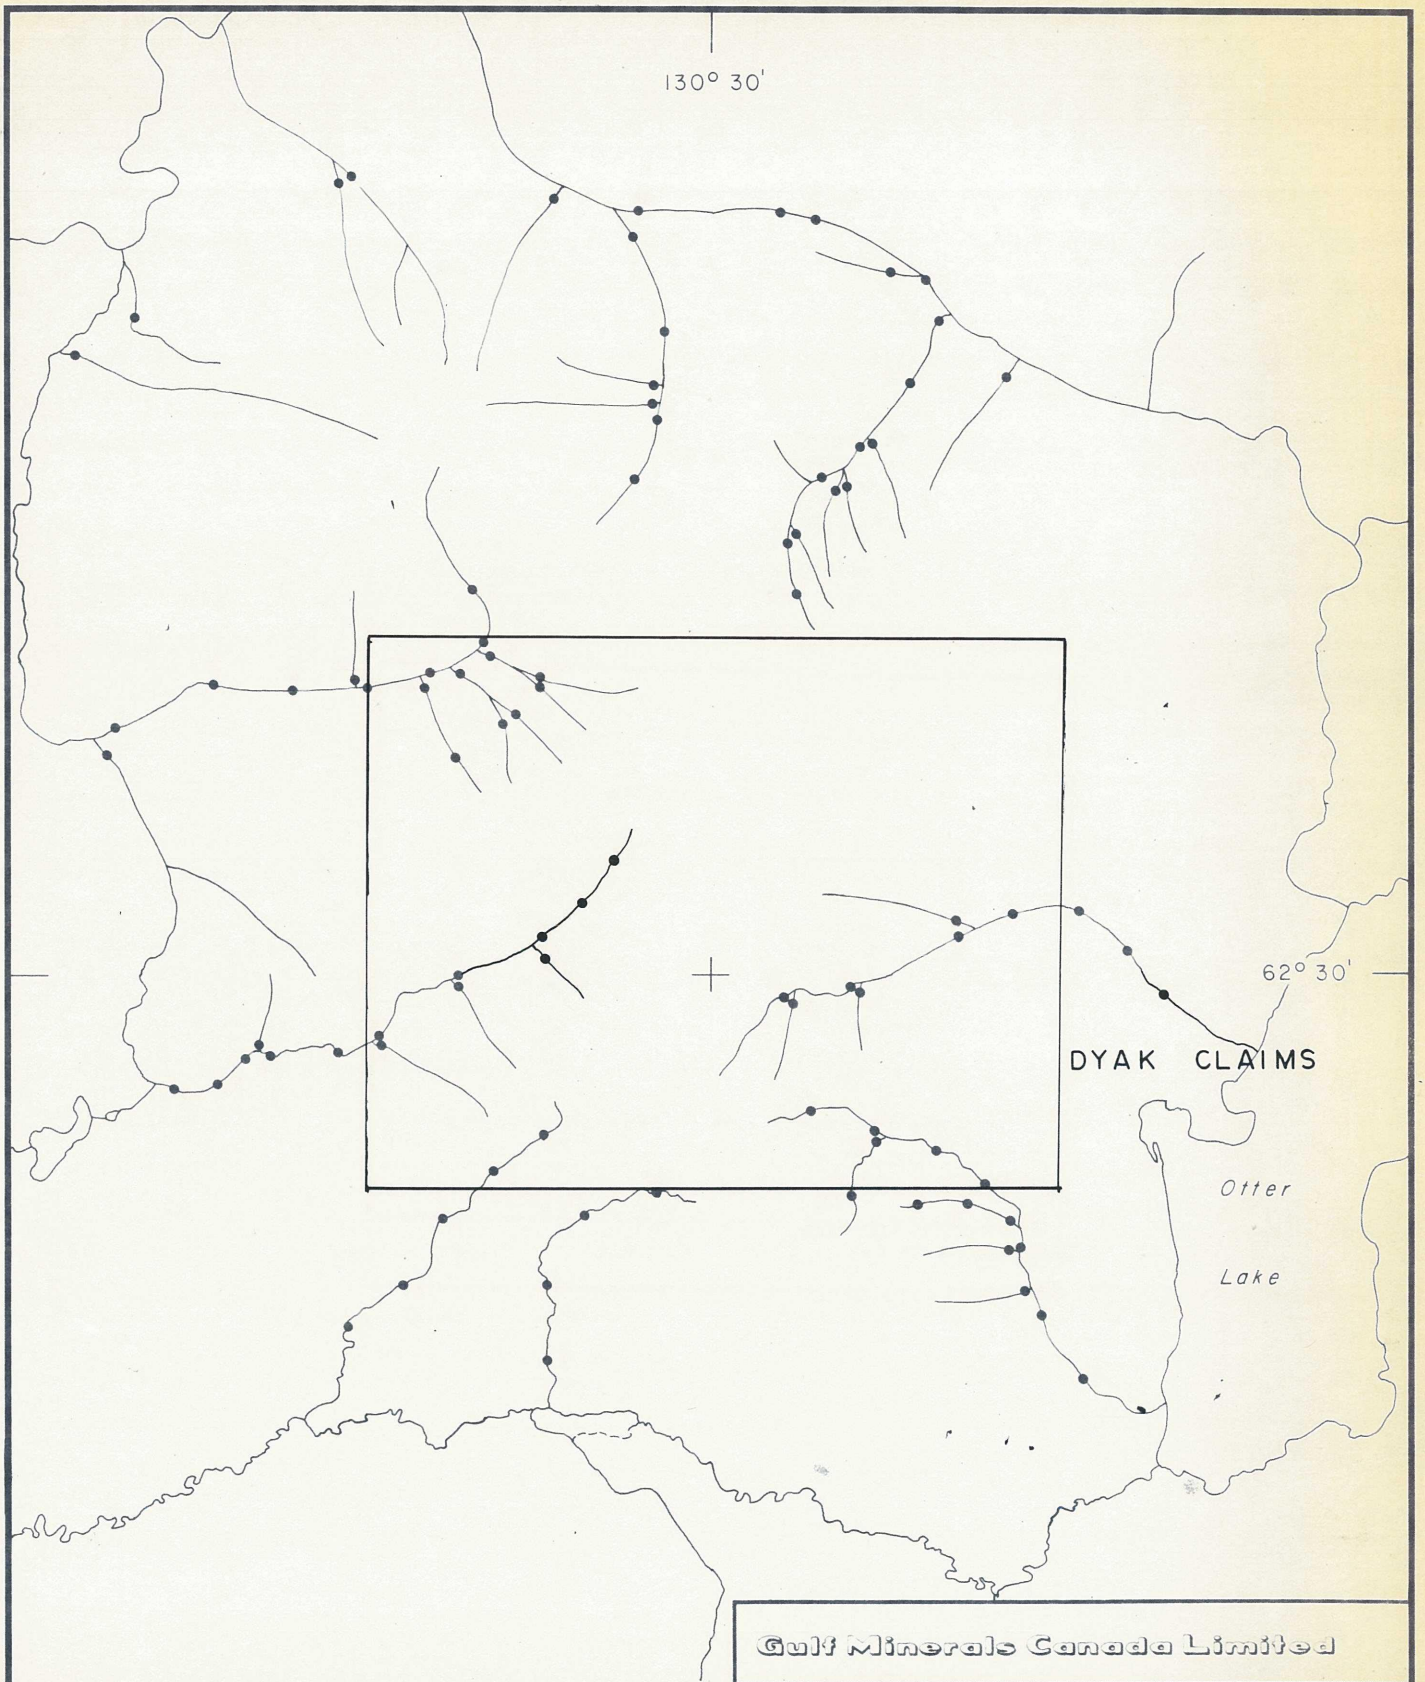 130° 30'
62° 30'
DYAK CLAIMS
Otter
Lake
Gulf Minerals Canada Limited